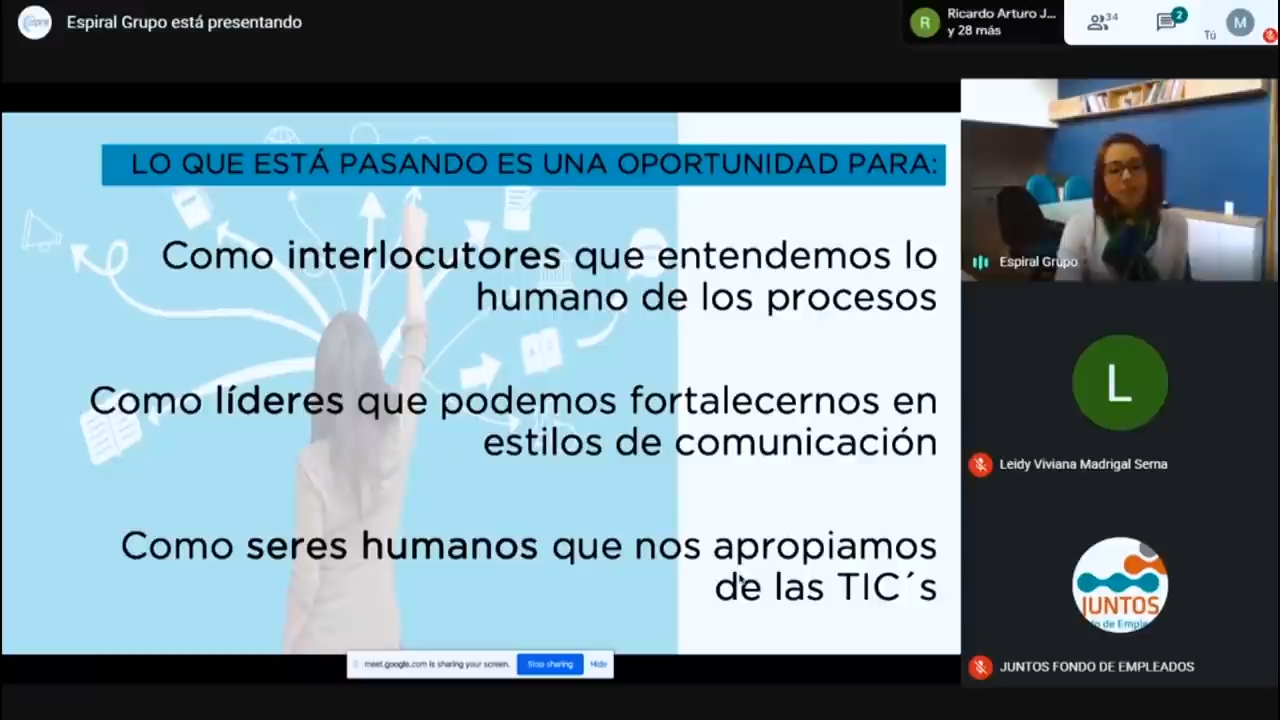 Espiral Grupo está presentando
R
Ricardo Arturo J...
y 28 más
34
2
Tú
M
LO QUE ESTÁ PASANDO ES UNA OPORTUNIDAD PARA:
Como interlocutores que entendemos lo
humano de los procesos
Como líderes que podemos fortalecernos en
estilos de comunicación
Como seres humanos que nos apropiamos
de las TIC´s
meet.google.com is sharing your screen.
Stop sharing
Hide
Espiral Grupo
L
Leidy Viviana Madrigal Serna
JUNTOS
JUNTOS FONDO DE EMPLEADOS